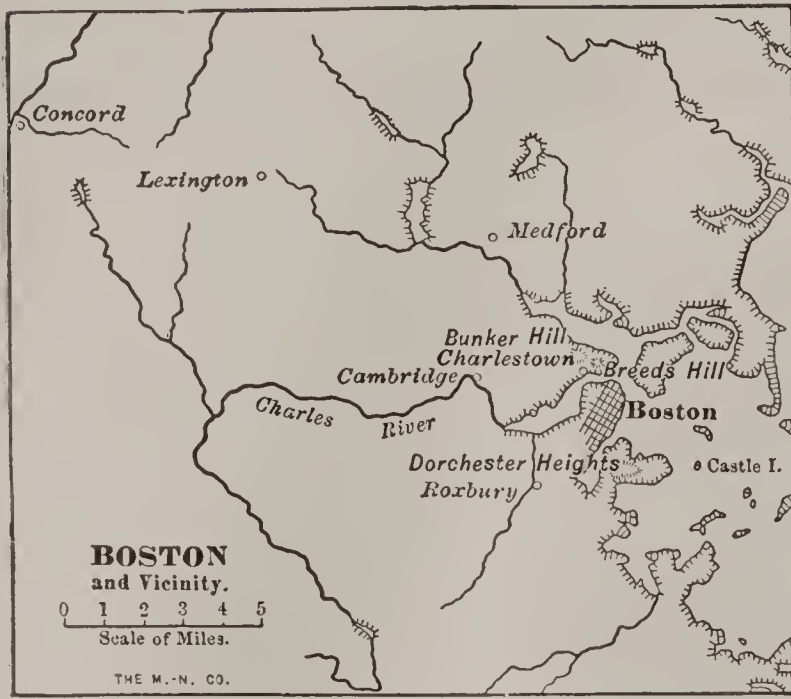 Concord
Lexington
Medford
Bunker Hill
Charlestown
Breeds Hill
Cambridge
Boston
Charles River
Dorchester Heights
Castle I.
Roxbury
BOSTON
and Vicinity.
0 1 2 3 4 5
Scale of Miles.
THE M.-N. CO.